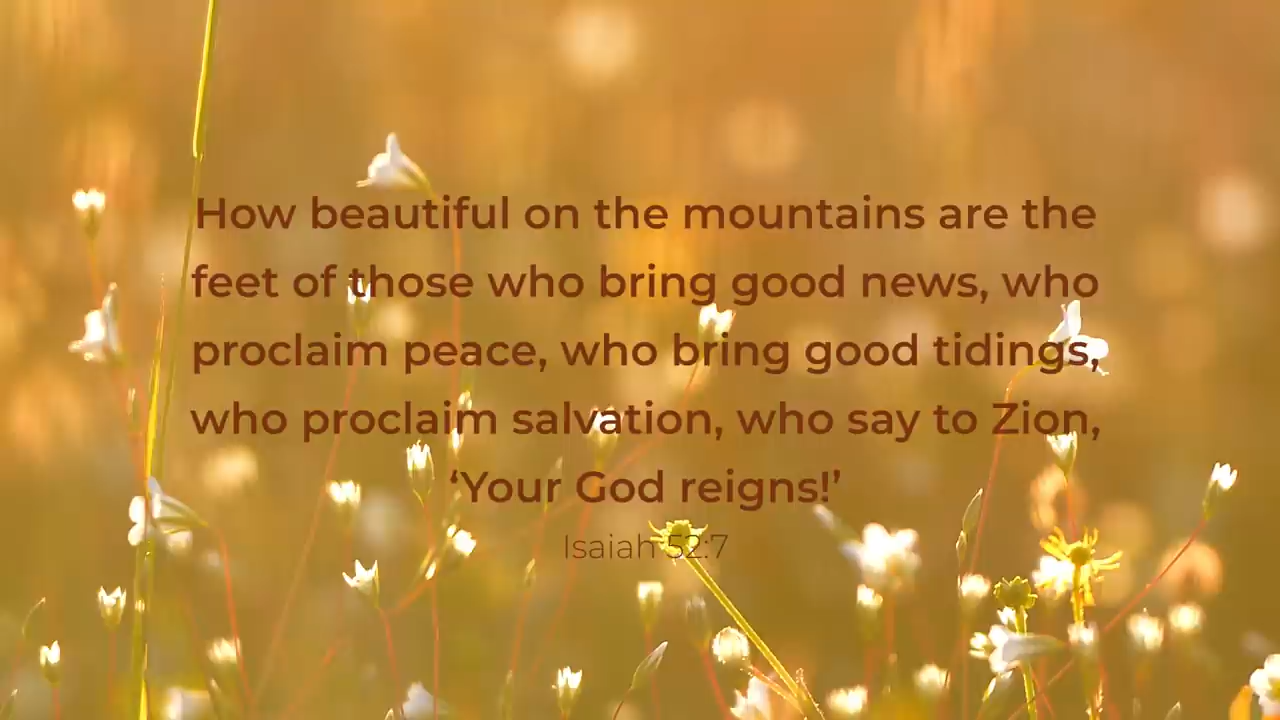 How beautiful on the mountains are the
feet of those who bring good news, who
proclaim peace, who bring good tidings,
who proclaim salvation, who say to Zion,
‘Your God reigns!’
Isaiah 52:7